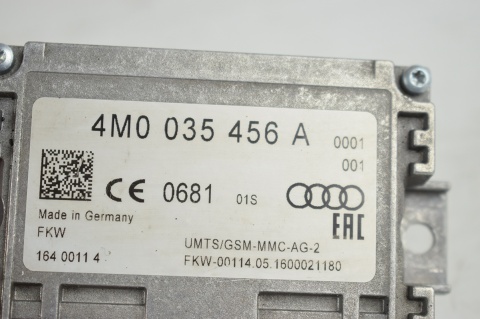 4M0 035 456 A 0001
001
CE 0681 01S
Made in Germany
FKW
EAC
UMTS/GSM-MMC-AG-2
164 0011 4
FKW-00114.05.1600021180